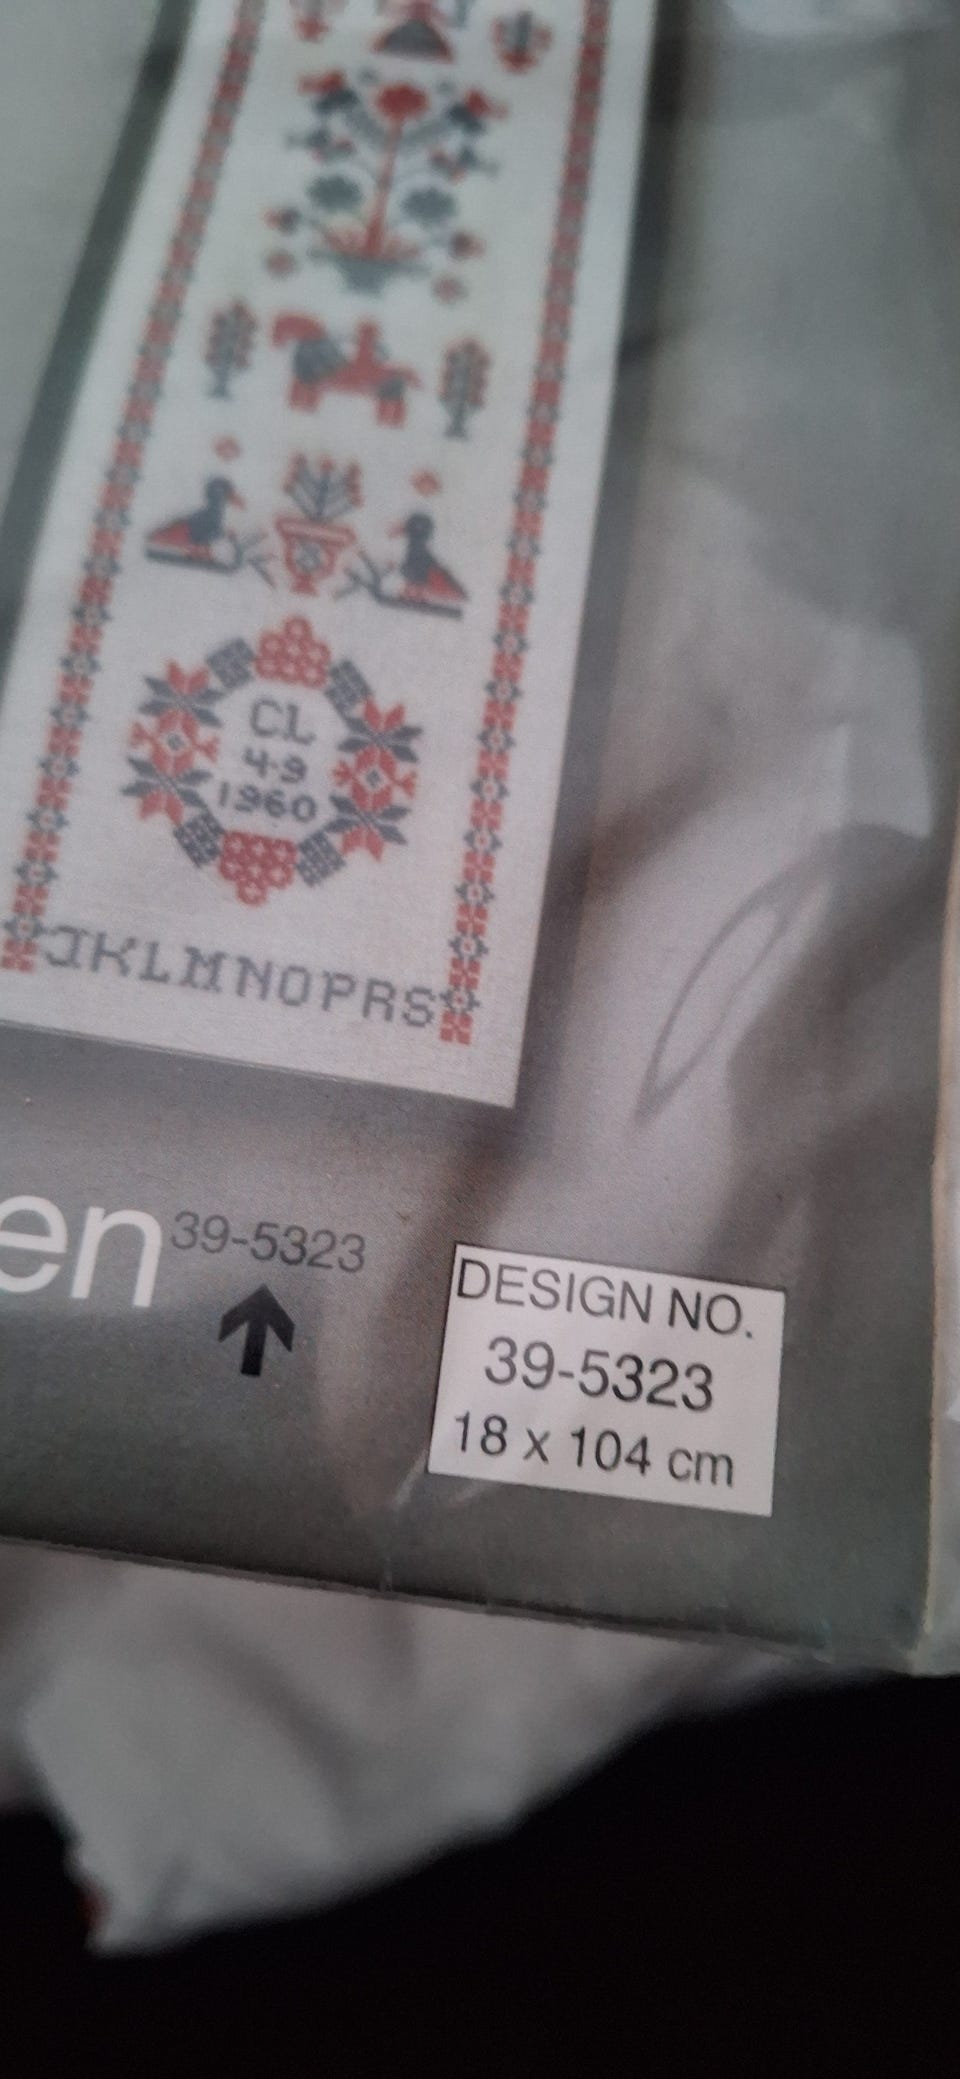 CL
4·9
1960
JKLMNOPRS
en
39-5323
DESIGN NO.
39-5323
18 x 104 cm